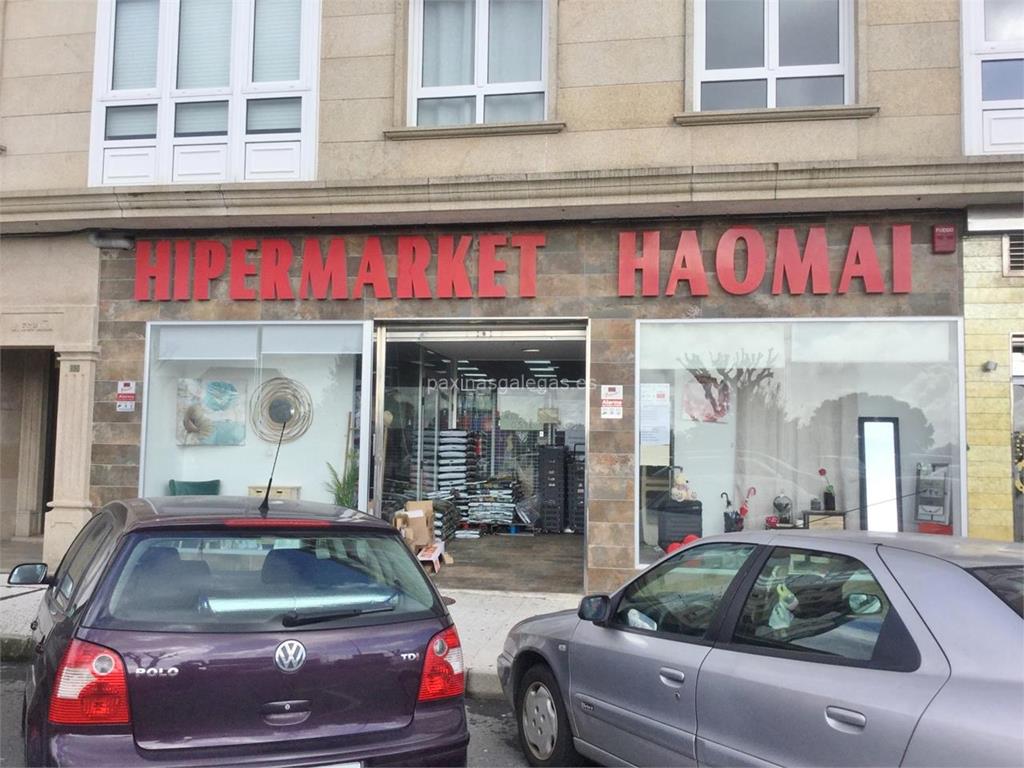 HIPERMARKET HAOMAI
paxinasgalegas.es
POLO
TDI